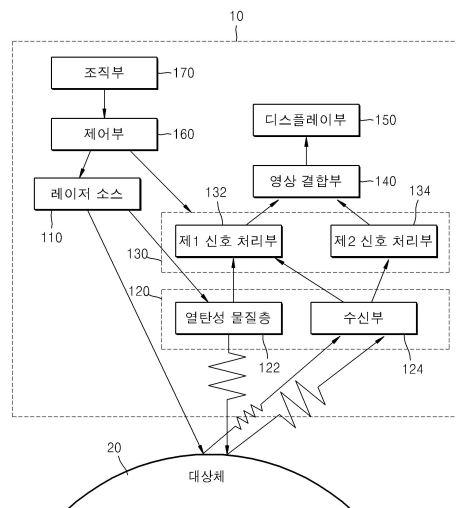 10
조직부
170
제어부
160
디스플레이부
150
레이저 소스
110
영상 결합부
140
132
134
제1 신호 처리부
제2 신호 처리부
130
120
열탄성 물질층
수신부
122
124
20
대상체